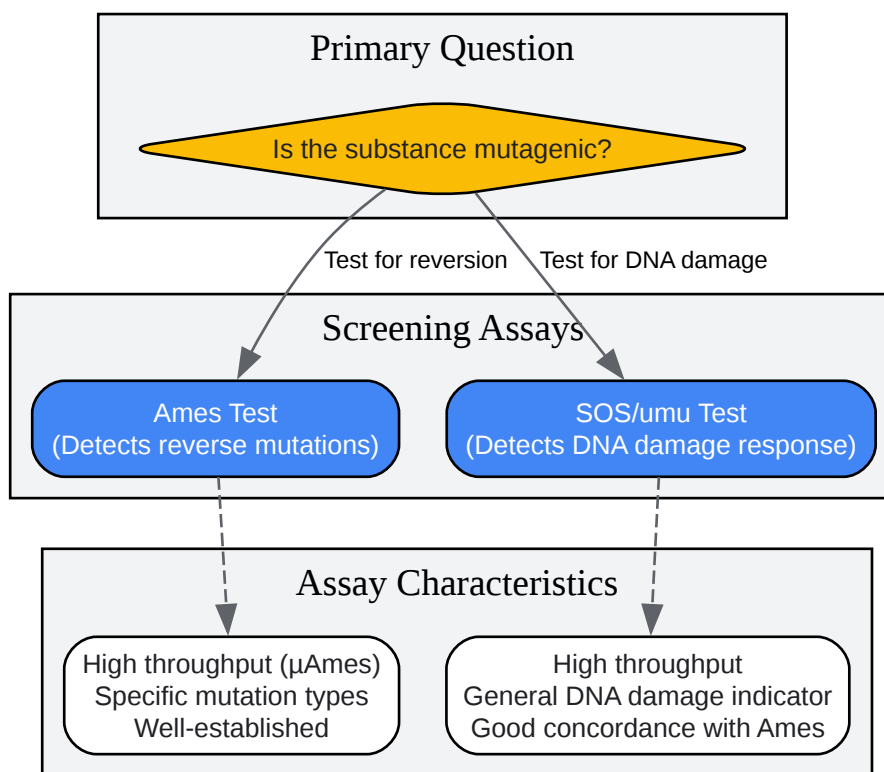 Primary Question
Is the substance mutagenic?
Test for reversion
Test for DNA damage
Screening Assays
Ames Test
(Detects reverse mutations)
SOS/umu Test
(Detects DNA damage response)
Assay Characteristics
High throughput (µAmes)
Specific mutation types
Well-established
High throughput
General DNA damage indicator
Good concordance with Ames